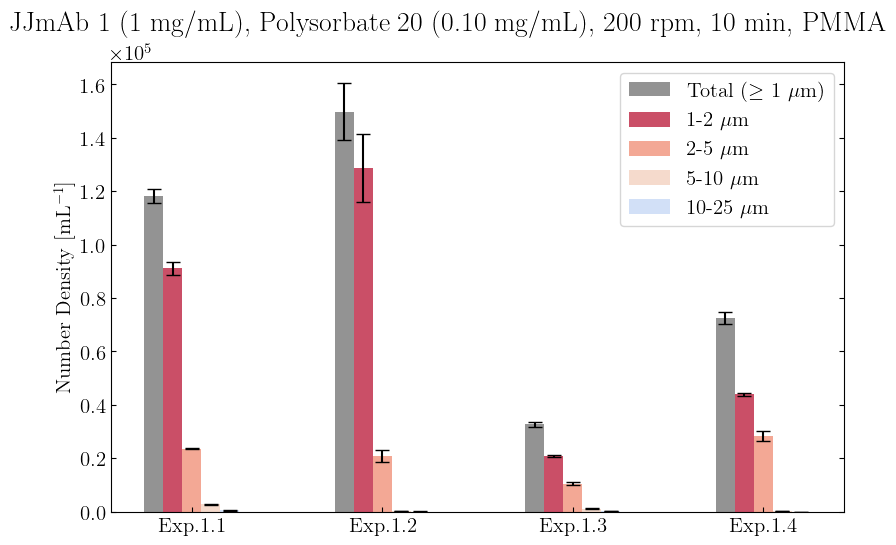 JJmAb 1 (1 mg/mL), Polysorbate 20 (0.10 mg/mL), 200 rpm, 10 min, PMMA
×10⁵
Number Density [mL⁻¹]
1.6
1.4
1.2
1.0
0.8
0.6
0.4
0.2
0.0
Total (≥ 1 μm)
1-2 μm
2-5 μm
5-10 μm
10-25 μm
Exp.1.1 Exp.1.2 Exp.1.3 Exp.1.4